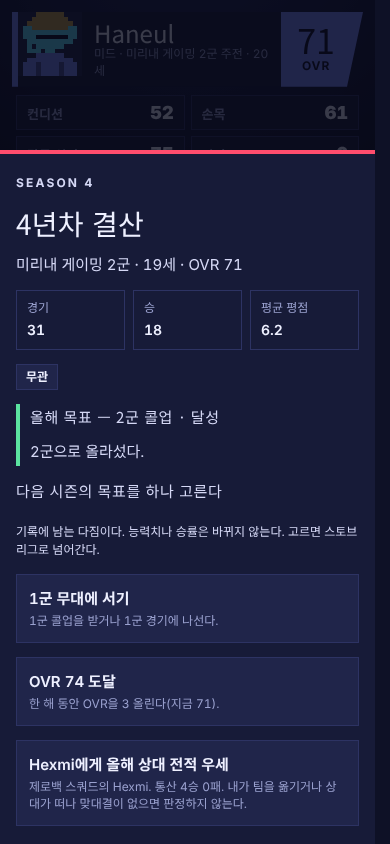 Haneul
미드 · 미리내 게이밍 2군 주전 · 20
세
71
OVR
컨디션 52
손목 61
SEASON 4
4년차 결산
미리내 게이밍 2군 · 19세 · OVR 71
경기 승 평균 평점
31 18 6.2
무관
올해 목표 — 2군 콜업 · 달성
2군으로 올라섰다.
다음 시즌의 목표를 하나 고른다
기록에 남는 다짐이다. 능력치나 승률은 바뀌지 않는다. 고르면 스토브
리그로 넘어간다.
1군 무대에 서기
1군 콜업을 받거나 1군 경기에 나선다.
OVR 74 도달
한 해 동안 OVR을 3 올린다(지금 71).
Hexmi에게 올해 상대 전적 우세
제로백 스쿼드의 Hexmi. 통산 4승 0패. 내가 팀을 옮기거나 상
대가 떠나 맞대결이 없으면 판정하지 않는다.